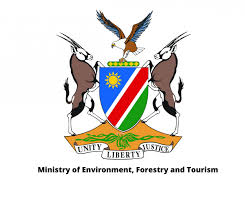 UNITY LIBERTY JUSTICE
Ministry of Environment, Forestry and Tourism